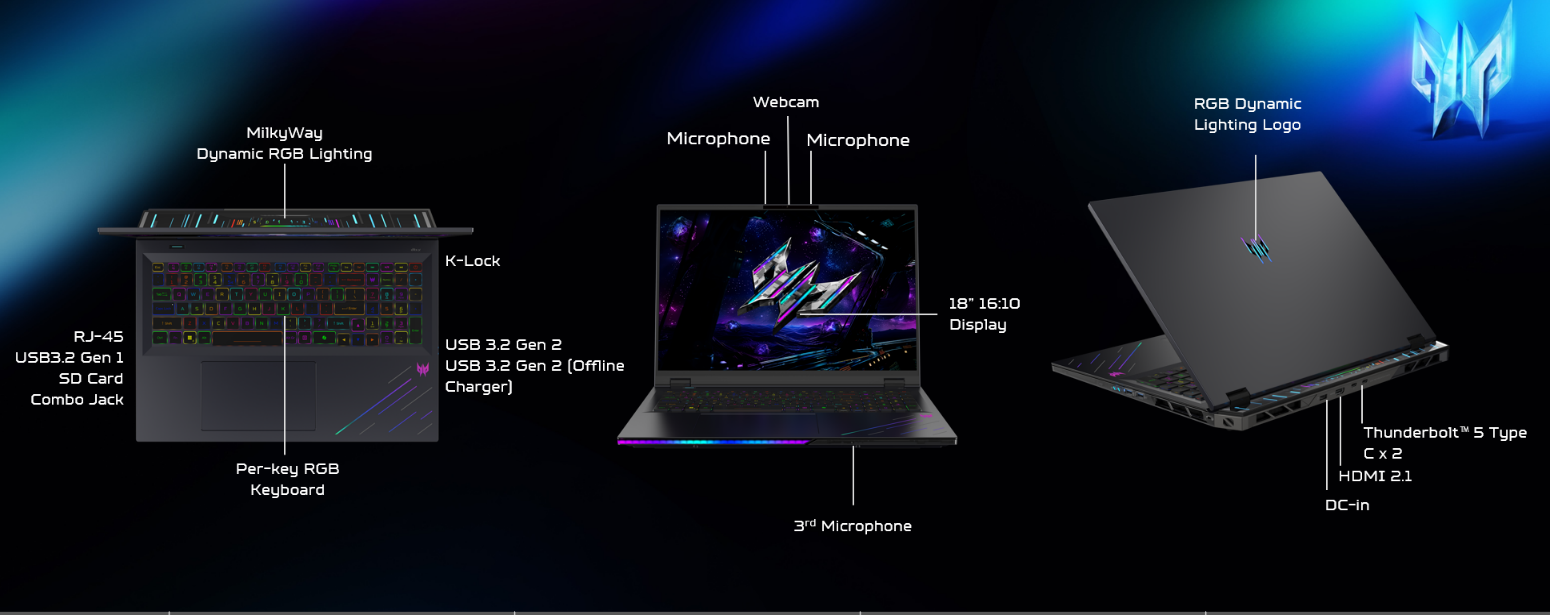 MilkyWay
Dynamic RGB Lighting
K-Lock
RJ-45
USB3.2 Gen 1
SD Card
Combo Jack
USB 3.2 Gen 2
USB 3.2 Gen 2 (Offline
Charger)
Per-key RGB
Keyboard
Webcam
Microphone
Microphone
18” 16:10
Display
3rd Microphone
RGB Dynamic
Lighting Logo
Thunderbolt™ 5 Type
C x 2
HDMI 2.1
DC-in